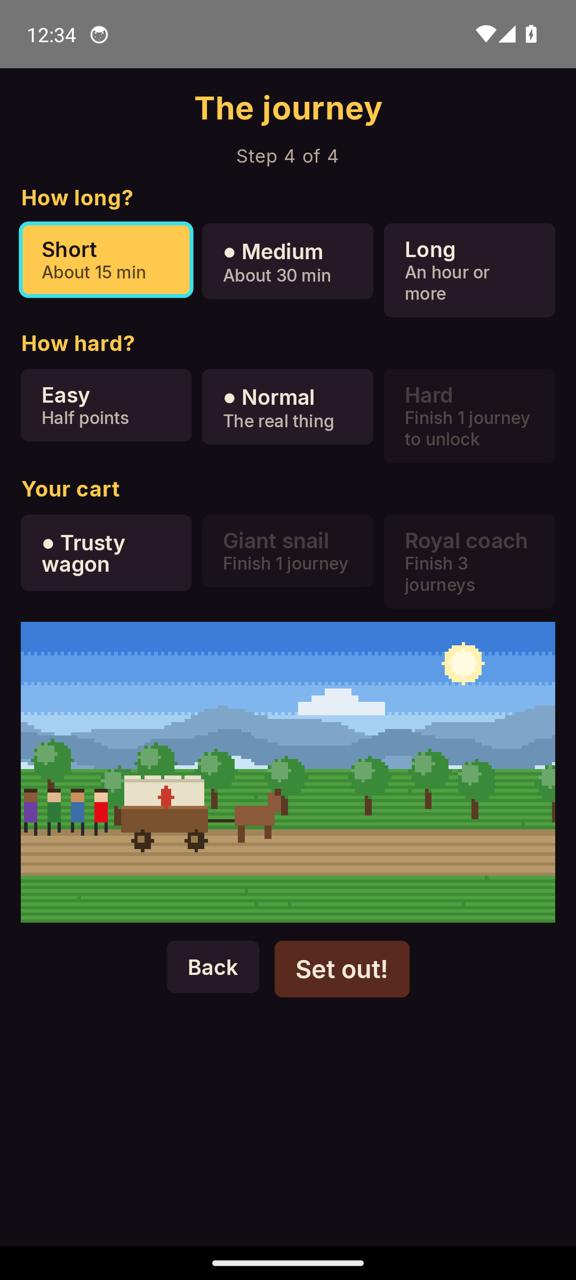 12:34
The journey
Step 4 of 4
How long?
Short
About 15 min
● Medium
About 30 min
Long
An hour or
more
How hard?
Easy
Half points
● Normal
The real thing
Hard
Finish 1 journey
to unlock
Your cart
● Trusty
wagon
Giant snail
Finish 1 journey
Royal coach
Finish 3
journeys
Back
Set out!